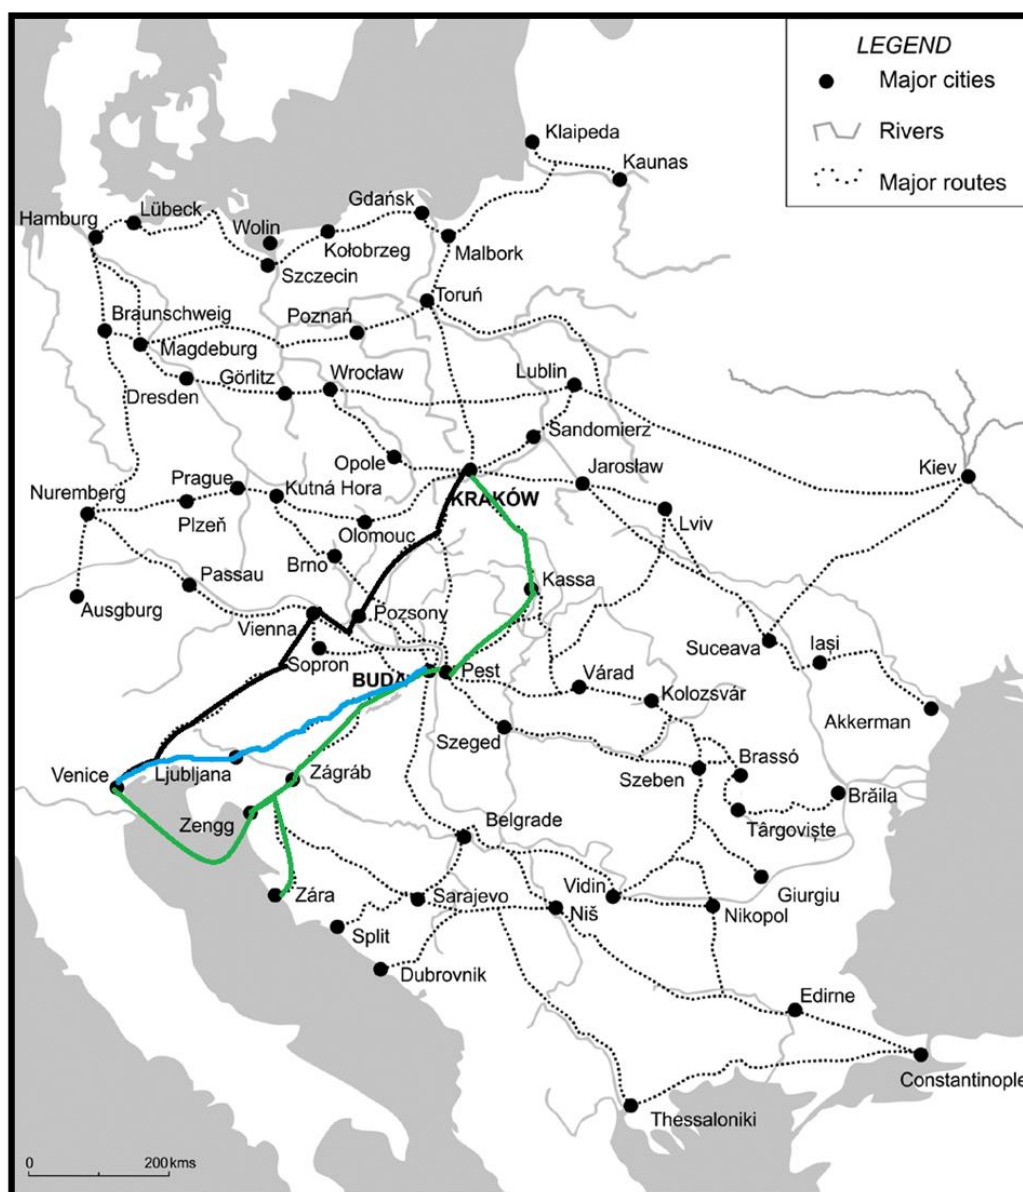 LEGEND
Major cities
Rivers
Major routes
Klaipeda
Kaunas
Gdańsk
Lübeck
Hamburg
Wolin
Kołobrzeg
Malbork
Szczecin
Toruń
Braunschweig
Poznań
Magdeburg
Görlitz
Wrocław
Lublin
Dresden
Sandomierz
Opole
Jarosław
Kiev
Prague
Kutná Hora
KRAKÓW
Nuremberg
Plzeň
Lviv
Olomouc
Brno
Passau
Kassa
Ausgburg
Pozsony
Vienna
Suceava
Iași
Sopron
BUDA
Pest
Várad
Kolozsvár
Akkerman
Szeged
Brassó
Venice
Ljubljana
Zágráb
Szeben
Brăila
Zengg
Belgrade
Târgoviște
Zára
Sarajevo
Vidin
Giurgiu
Niš
Nikopol
Split
Dubrovnik
Edirne
Constantinople
Thessaloniki
0 200 kms